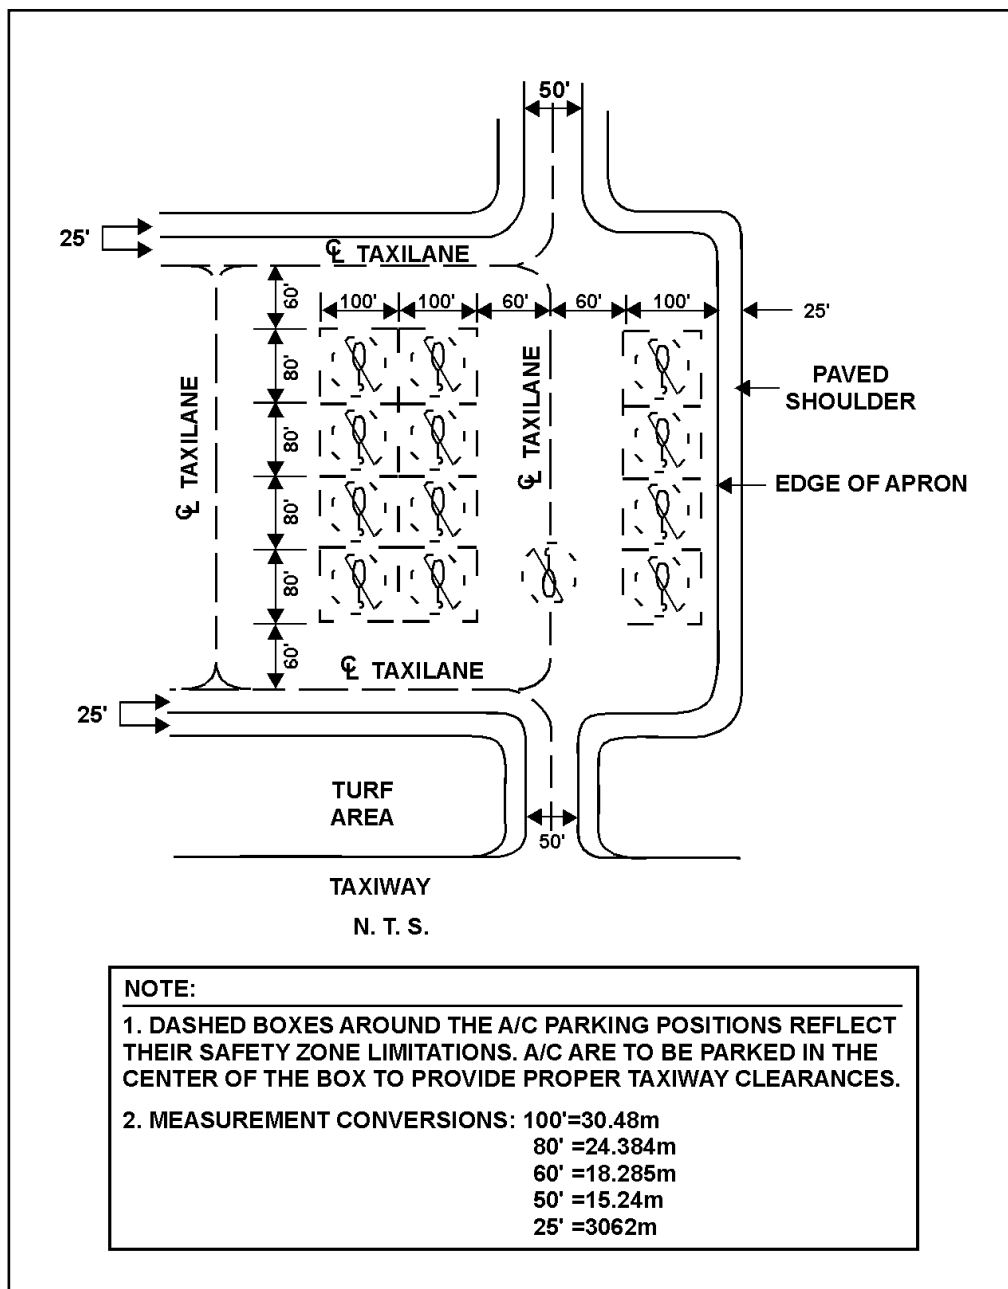 50'
25'
℄ TAXILANE
60'
100'
100'
60'
60'
100'
25'
80'
80'
80'
80'
60'
℄ TAXILANE
℄ TAXILANE
PAVED
SHOULDER
EDGE OF APRON
℄ TAXILANE
25'
TURF
AREA
50'
TAXIWAY
N. T. S.
NOTE:
1. DASHED BOXES AROUND THE A/C PARKING POSITIONS REFLECT
THEIR SAFETY ZONE LIMITATIONS. A/C ARE TO BE PARKED IN THE
CENTER OF THE BOX TO PROVIDE PROPER TAXIWAY CLEARANCES.
2. MEASUREMENT CONVERSIONS: 100'=30.48m
80' =24.384m
60' =18.285m
50' =15.24m
25' =3062m